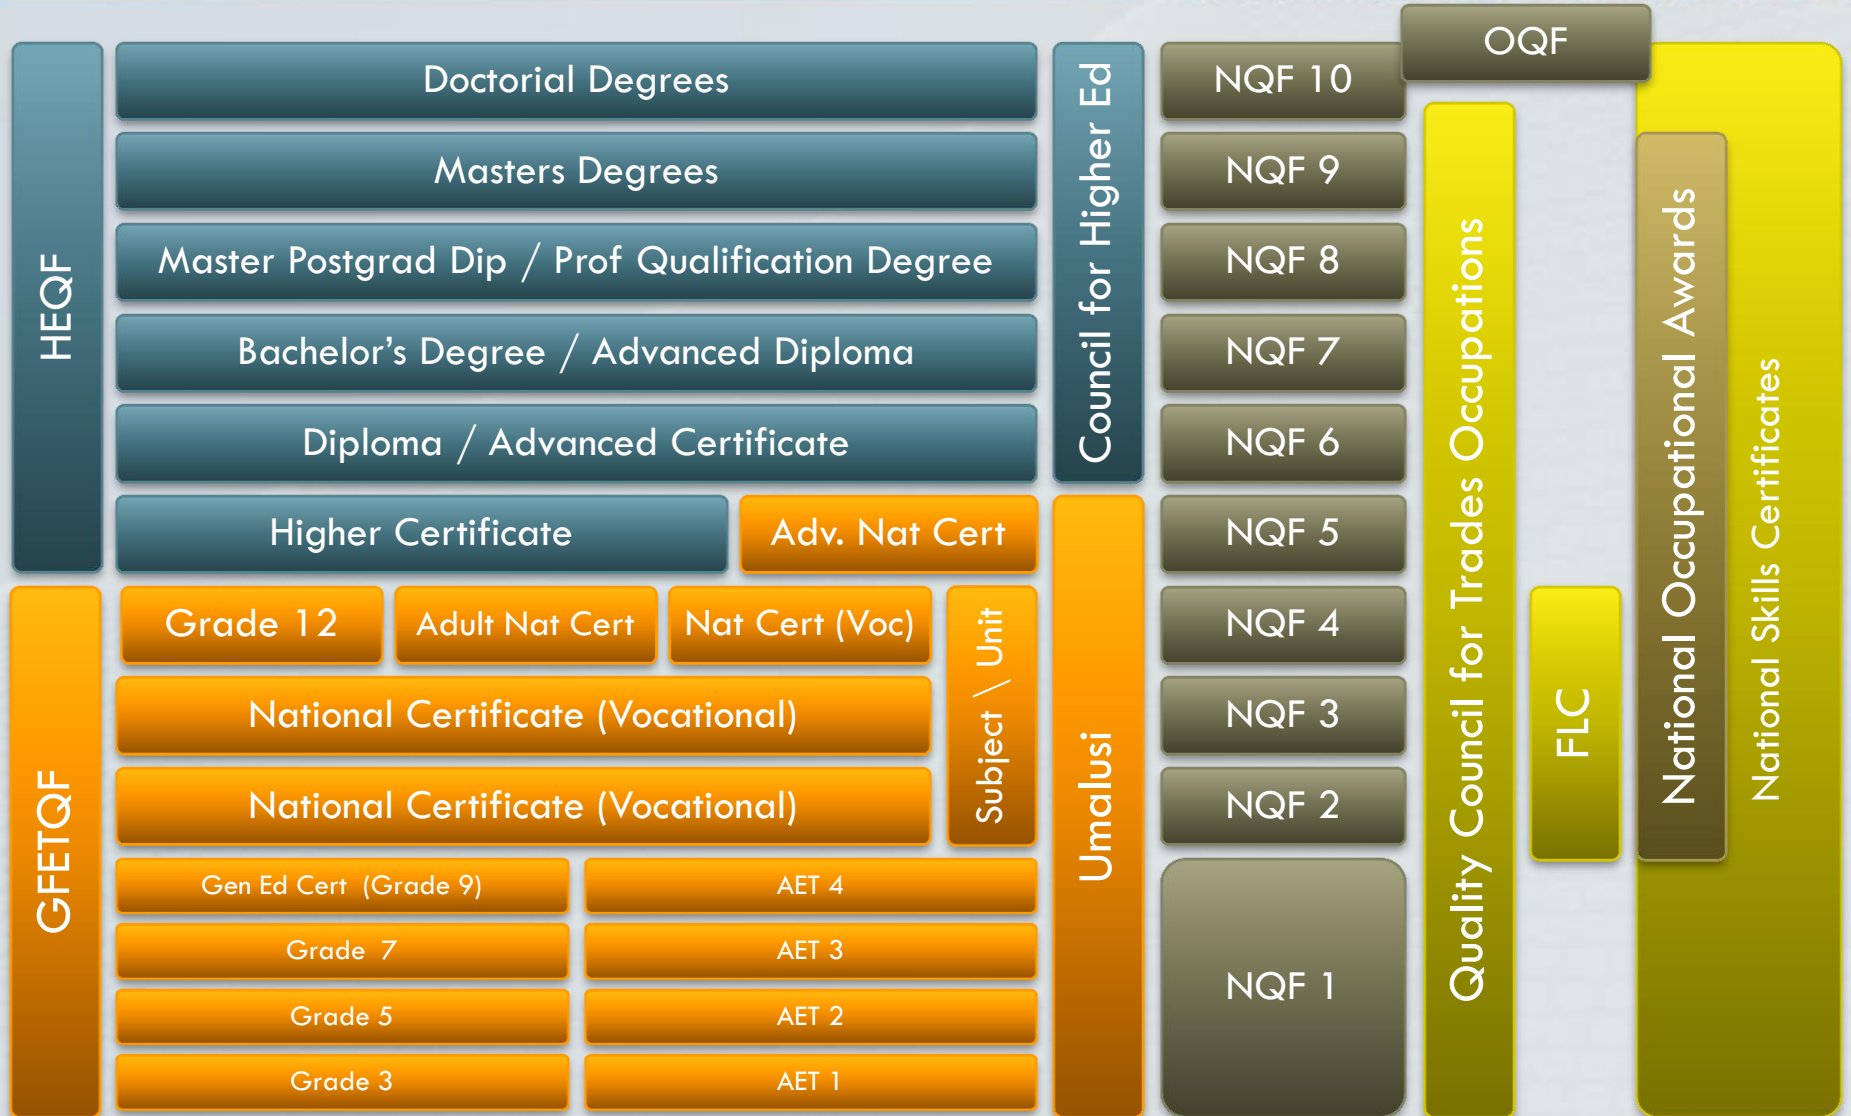 OQF
HEQF
Doctorial Degrees
Masters Degrees
Master Postgrad Dip / Prof Qualification Degree
Bachelor's Degree / Advanced Diploma
Diploma / Advanced Certificate
Higher Certificate
Adv. Nat Cert
GFETQF
Grade 12
Adult Nat Cert
Nat Cert (Voc)
National Certificate (Vocational)
National Certificate (Vocational)
Subject \ Unit
Gen Ed Cert (Grade 9)
AET 4
Grade 7
AET 3
Grade 5
AET 2
Grade 3
AET 1
Council for Higher Ed
Umalusi
NQF 10
NQF 9
NQF 8
NQF 7
NQF 6
NQF 5
NQF 4
NQF 3
NQF 2
NQF 1
Quality Council for Trades Occupations
FLC
National Occupational Awards
National Skills Certificates